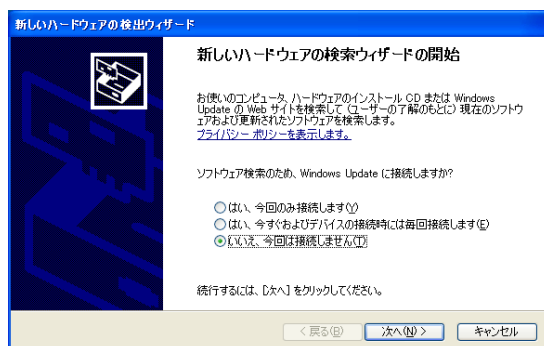 新しいハードウェアの検出ウィザード
新しいハードウェアの検索ウィザードの開始
お使いのコンピュータ、ハードウェアのインストール CD または Windows
Update の Web サイトを検索して (ユーザーの了解のもとに) 現在のソフトウ
ェアおよび更新されたソフトウェアを検索します。
プライバシー ポリシーを表示します。
ソフトウェア検索のため、Windows Update に接続しますか?
はい、今回のみ接続します(Y)
はい、今すぐおよびデバイスの接続時には毎回接続します(E)
いいえ、今回は接続しません(T)
続行するには、[次へ] をクリックしてください。
< 戻る(B)
次へ(N) >
キャンセル